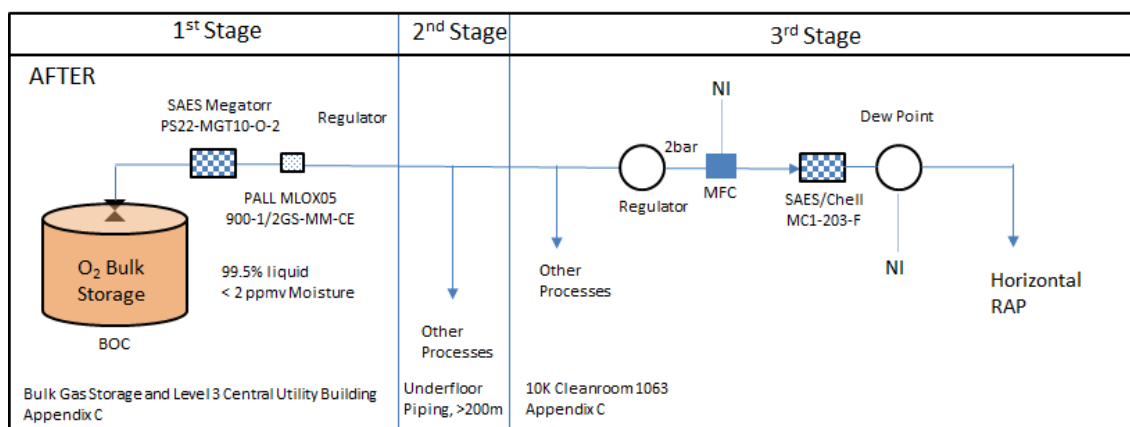 1st Stage
2nd Stage
3rd Stage
AFTER
SAES Megatorr
PS22-MGT10-O-2
Regulator
PALL MLOX05
900-1/2GS-MM-CE
O2 Bulk
Storage
BOC
99.5% liquid
< 2 ppmv Moisture
Bulk Gas Storage and Level 3 Central Utility Building
Appendix C
Other
Processes
Underfloor
Piping, >200m
Other
Processes
Regulator
2bar
NI
MFC
SAES/Chell
MC1-203-F
Dew Point
NI
Horizontal
RAP
10K Cleanroom 1063
Appendix C